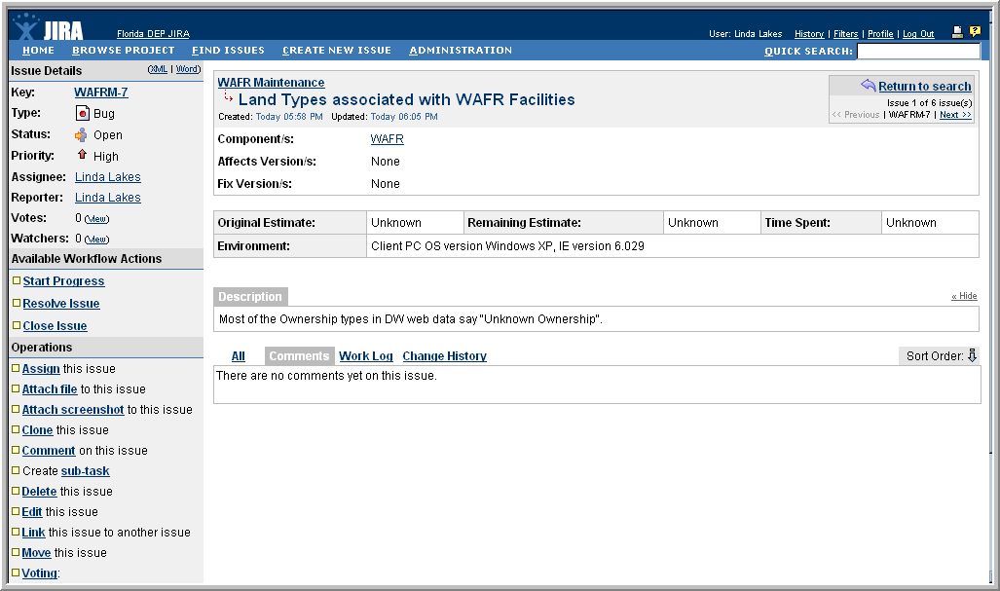 JIRA
Florida DEP JIRA
User: Linda Lakes History | Filters | Profile | Log Out
HOME BROWSE PROJECT FIND ISSUES CREATE NEW ISSUE ADMINISTRATION QUICK SEARCH:
Issue Details (XML | Word)
Key: WAFRM-7
Type: Bug
Status: Open
Priority: High
Assignee: Linda Lakes
Reporter: Linda Lakes
Votes: 0 (View)
Watchers: 0 (View)
Available Workflow Actions
Start Progress
Resolve Issue
Close Issue
Operations
Assign this issue
Attach file to this issue
Attach screenshot to this issue
Clone this issue
Comment on this issue
Create sub-task
Delete this issue
Edit this issue
Link this issue to another issue
Move this issue
Voting:
WAFR Maintenance
Land Types associated with WAFR Facilities
Created: Today 05:58 PM Updated: Today 06:05 PM
Return to search
Issue 1 of 6 issue(s)
<< Previous | WAFRM-7 | Next >>
Component/s: WAFR
Affects Version/s: None
Fix Version/s: None
Original Estimate: Unknown Remaining Estimate: Unknown Time Spent: Unknown
Environment: Client PC OS version Windows XP, IE version 6.029
Description « Hide
Most of the Ownership types in DW web data say "Unknown Ownership".
All Comments Work Log Change History Sort Order:
There are no comments yet on this issue.